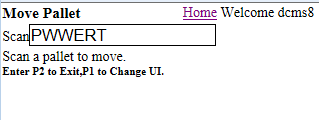 Move Pallet Home Welcome dcms8
Scan PWWERT
Scan a pallet to move.
Enter P2 to Exit,P1 to Change UI.